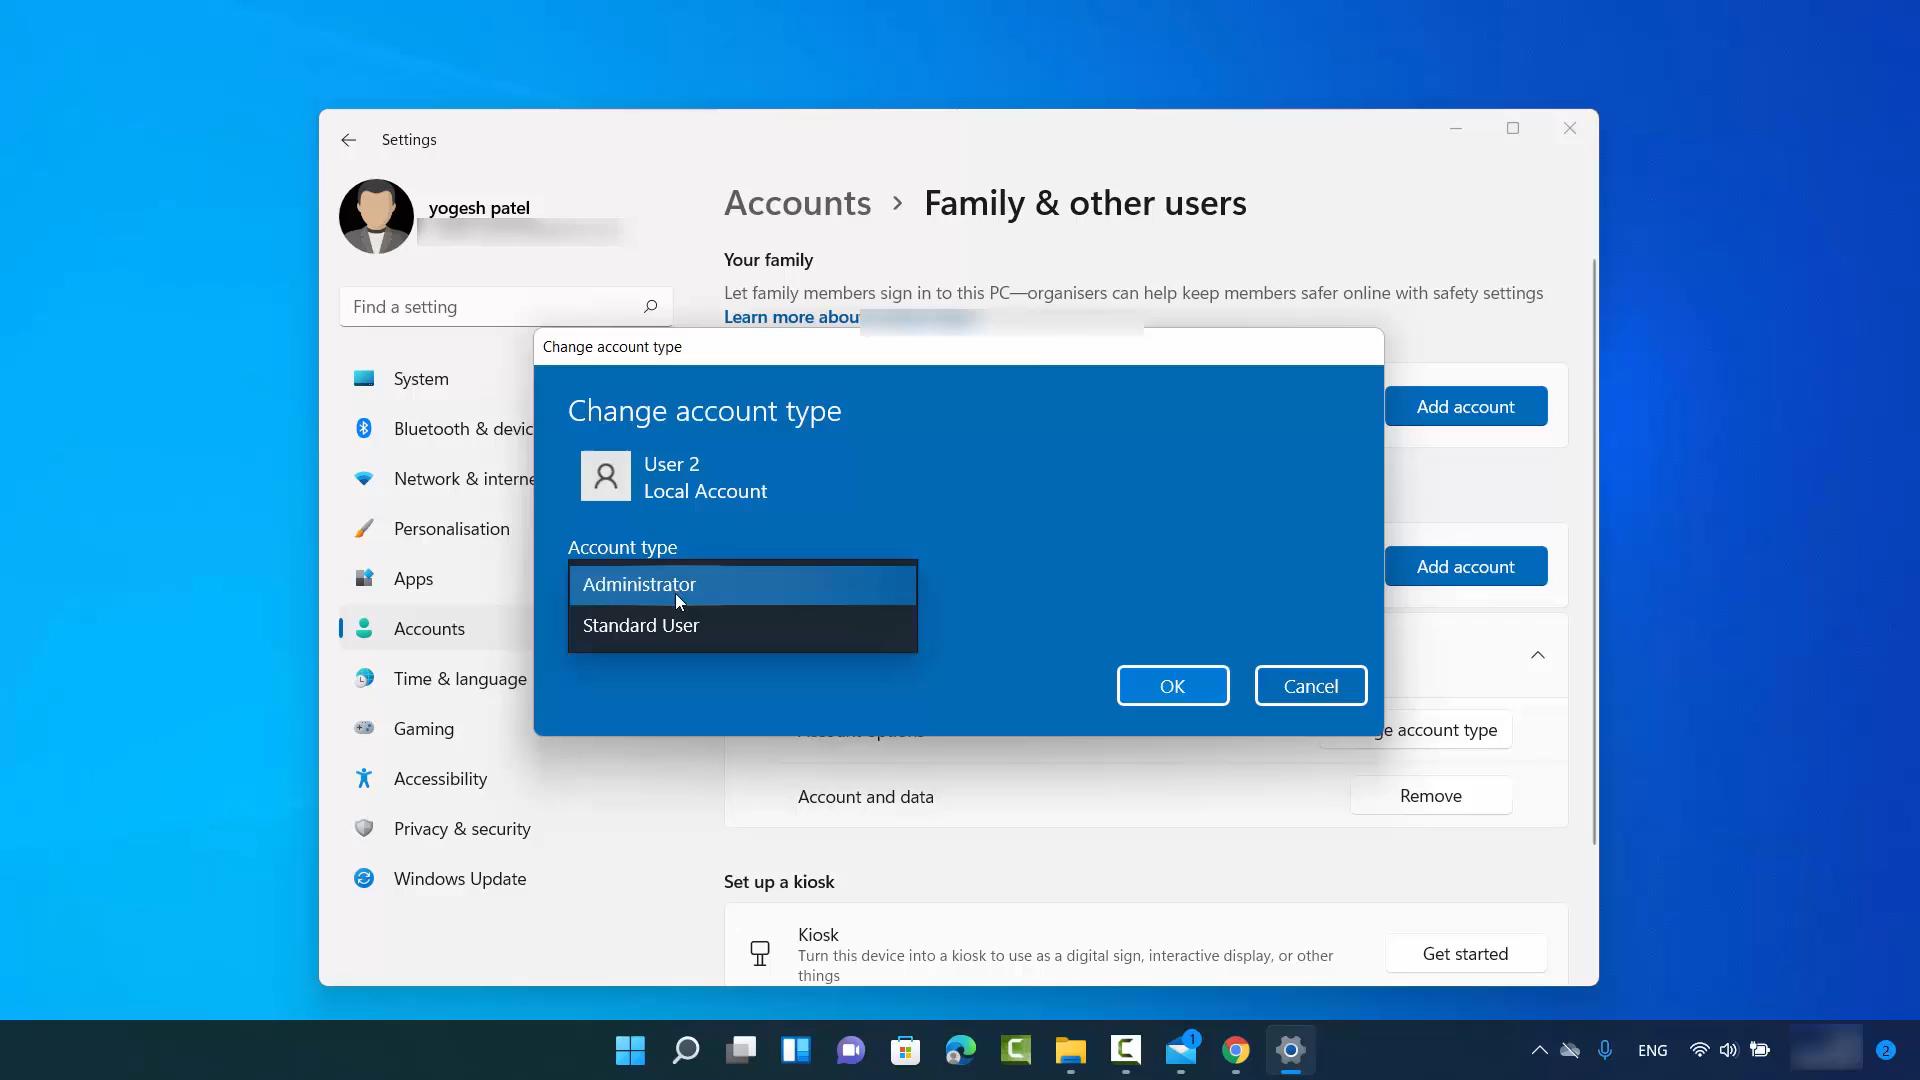 Settings
yogesh patel
Find a setting
System
Bluetooth & devic
Network & interne
Personalisation
Apps
Accounts
Time & language
Gaming
Accessibility
Privacy & security
Windows Update
Accounts > Family & other users
Your family
Let family members sign in to this PC—organisers can help keep members safer online with safety settings
Learn more abou
Add account
Change account type
Change account type
User 2
Local Account
Account type
Administrator
Standard User
OK
Cancel
Add account
ge account type
Account and data
Remove
Set up a kiosk
Kiosk
Turn this device into a kiosk to use as a digital sign, interactive display, or other
things
Get started
1
ENG
2